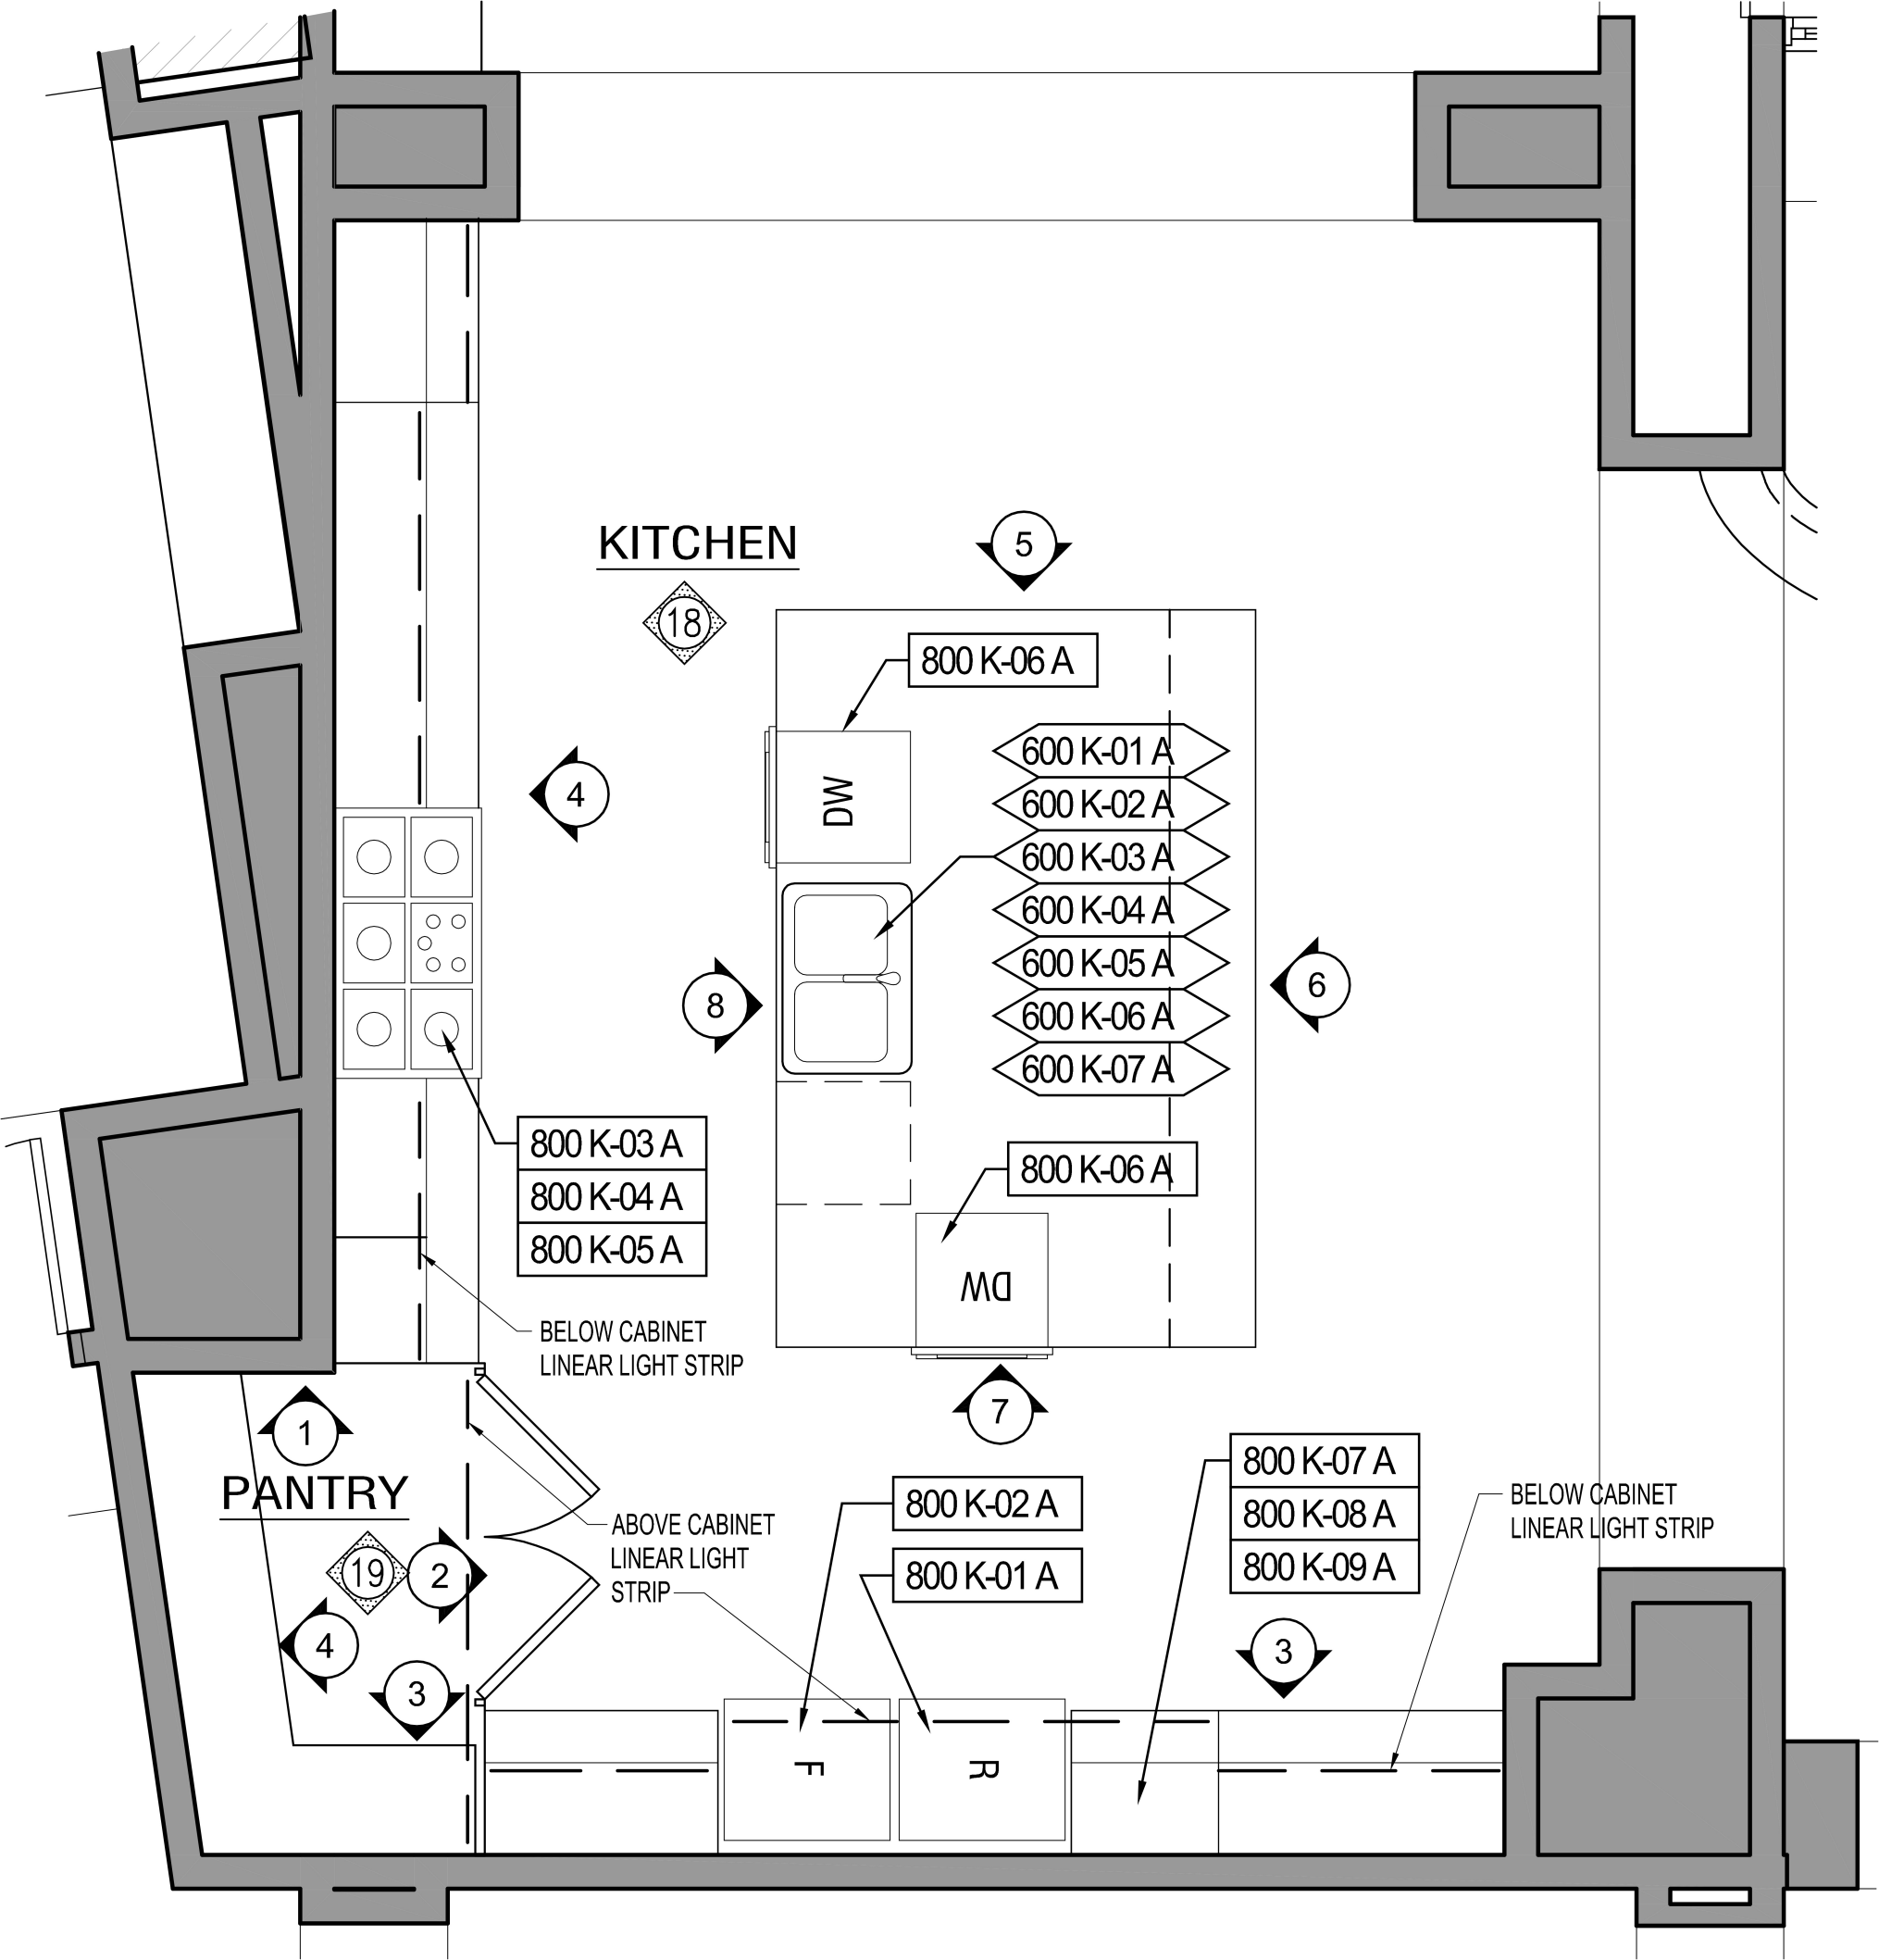 KITCHEN
18
5
800 K-06 A
600 K-01 A
600 K-02 A
600 K-03 A
600 K-04 A
600 K-05 A
600 K-06 A
600 K-07 A
DW
4
8
6
800 K-03 A
800 K-04 A
800 K-05 A
800 K-06 A
DW
BELOW CABINET
LINEAR LIGHT STRIP
7
1
PANTRY
19
2
4
3
ABOVE CABINET
LINEAR LIGHT
STRIP
800 K-02 A
800 K-01 A
800 K-07 A
800 K-08 A
800 K-09 A
BELOW CABINET
LINEAR LIGHT STRIP
3
F
R